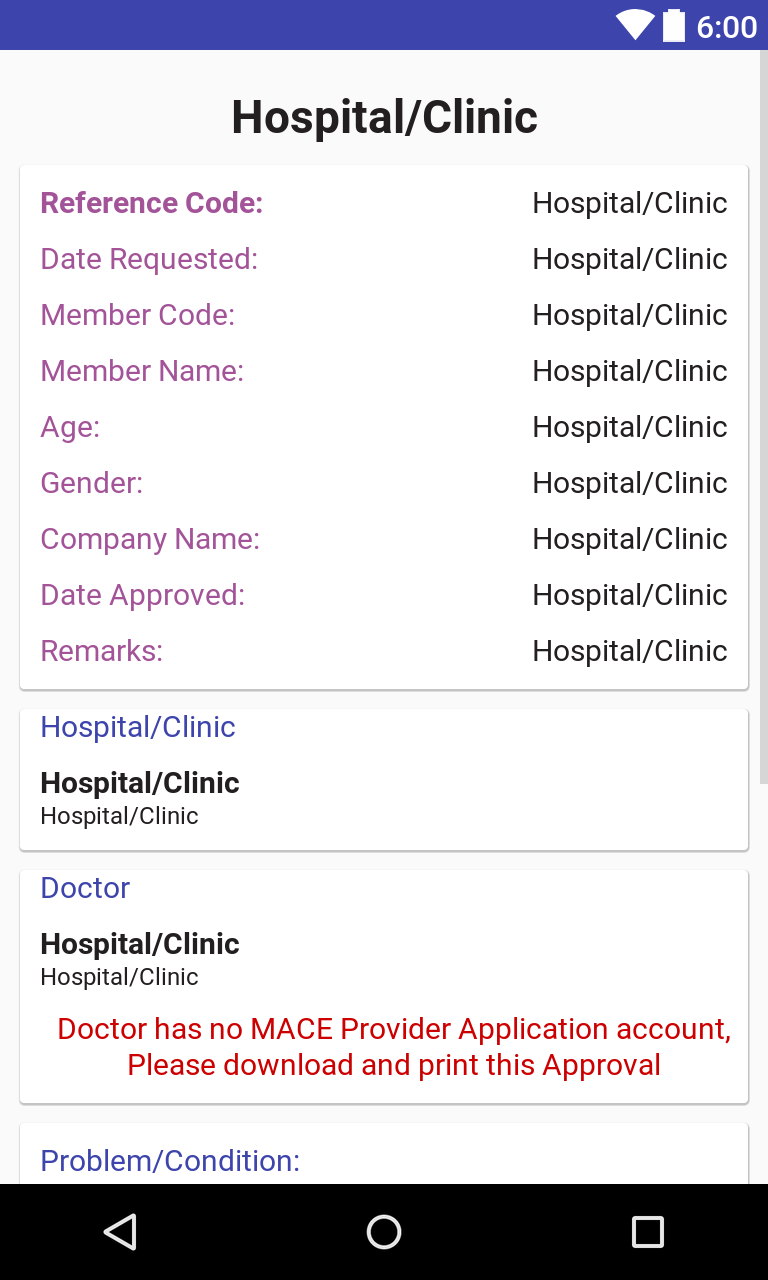 6:00
Hospital/Clinic
Reference Code: Hospital/Clinic
Date Requested: Hospital/Clinic
Member Code: Hospital/Clinic
Member Name: Hospital/Clinic
Age: Hospital/Clinic
Gender: Hospital/Clinic
Company Name: Hospital/Clinic
Date Approved: Hospital/Clinic
Remarks: Hospital/Clinic
Hospital/Clinic
Hospital/Clinic
Hospital/Clinic
Doctor
Hospital/Clinic
Hospital/Clinic
Doctor has no MACE Provider Application account,
Please download and print this Approval
Problem/Condition: